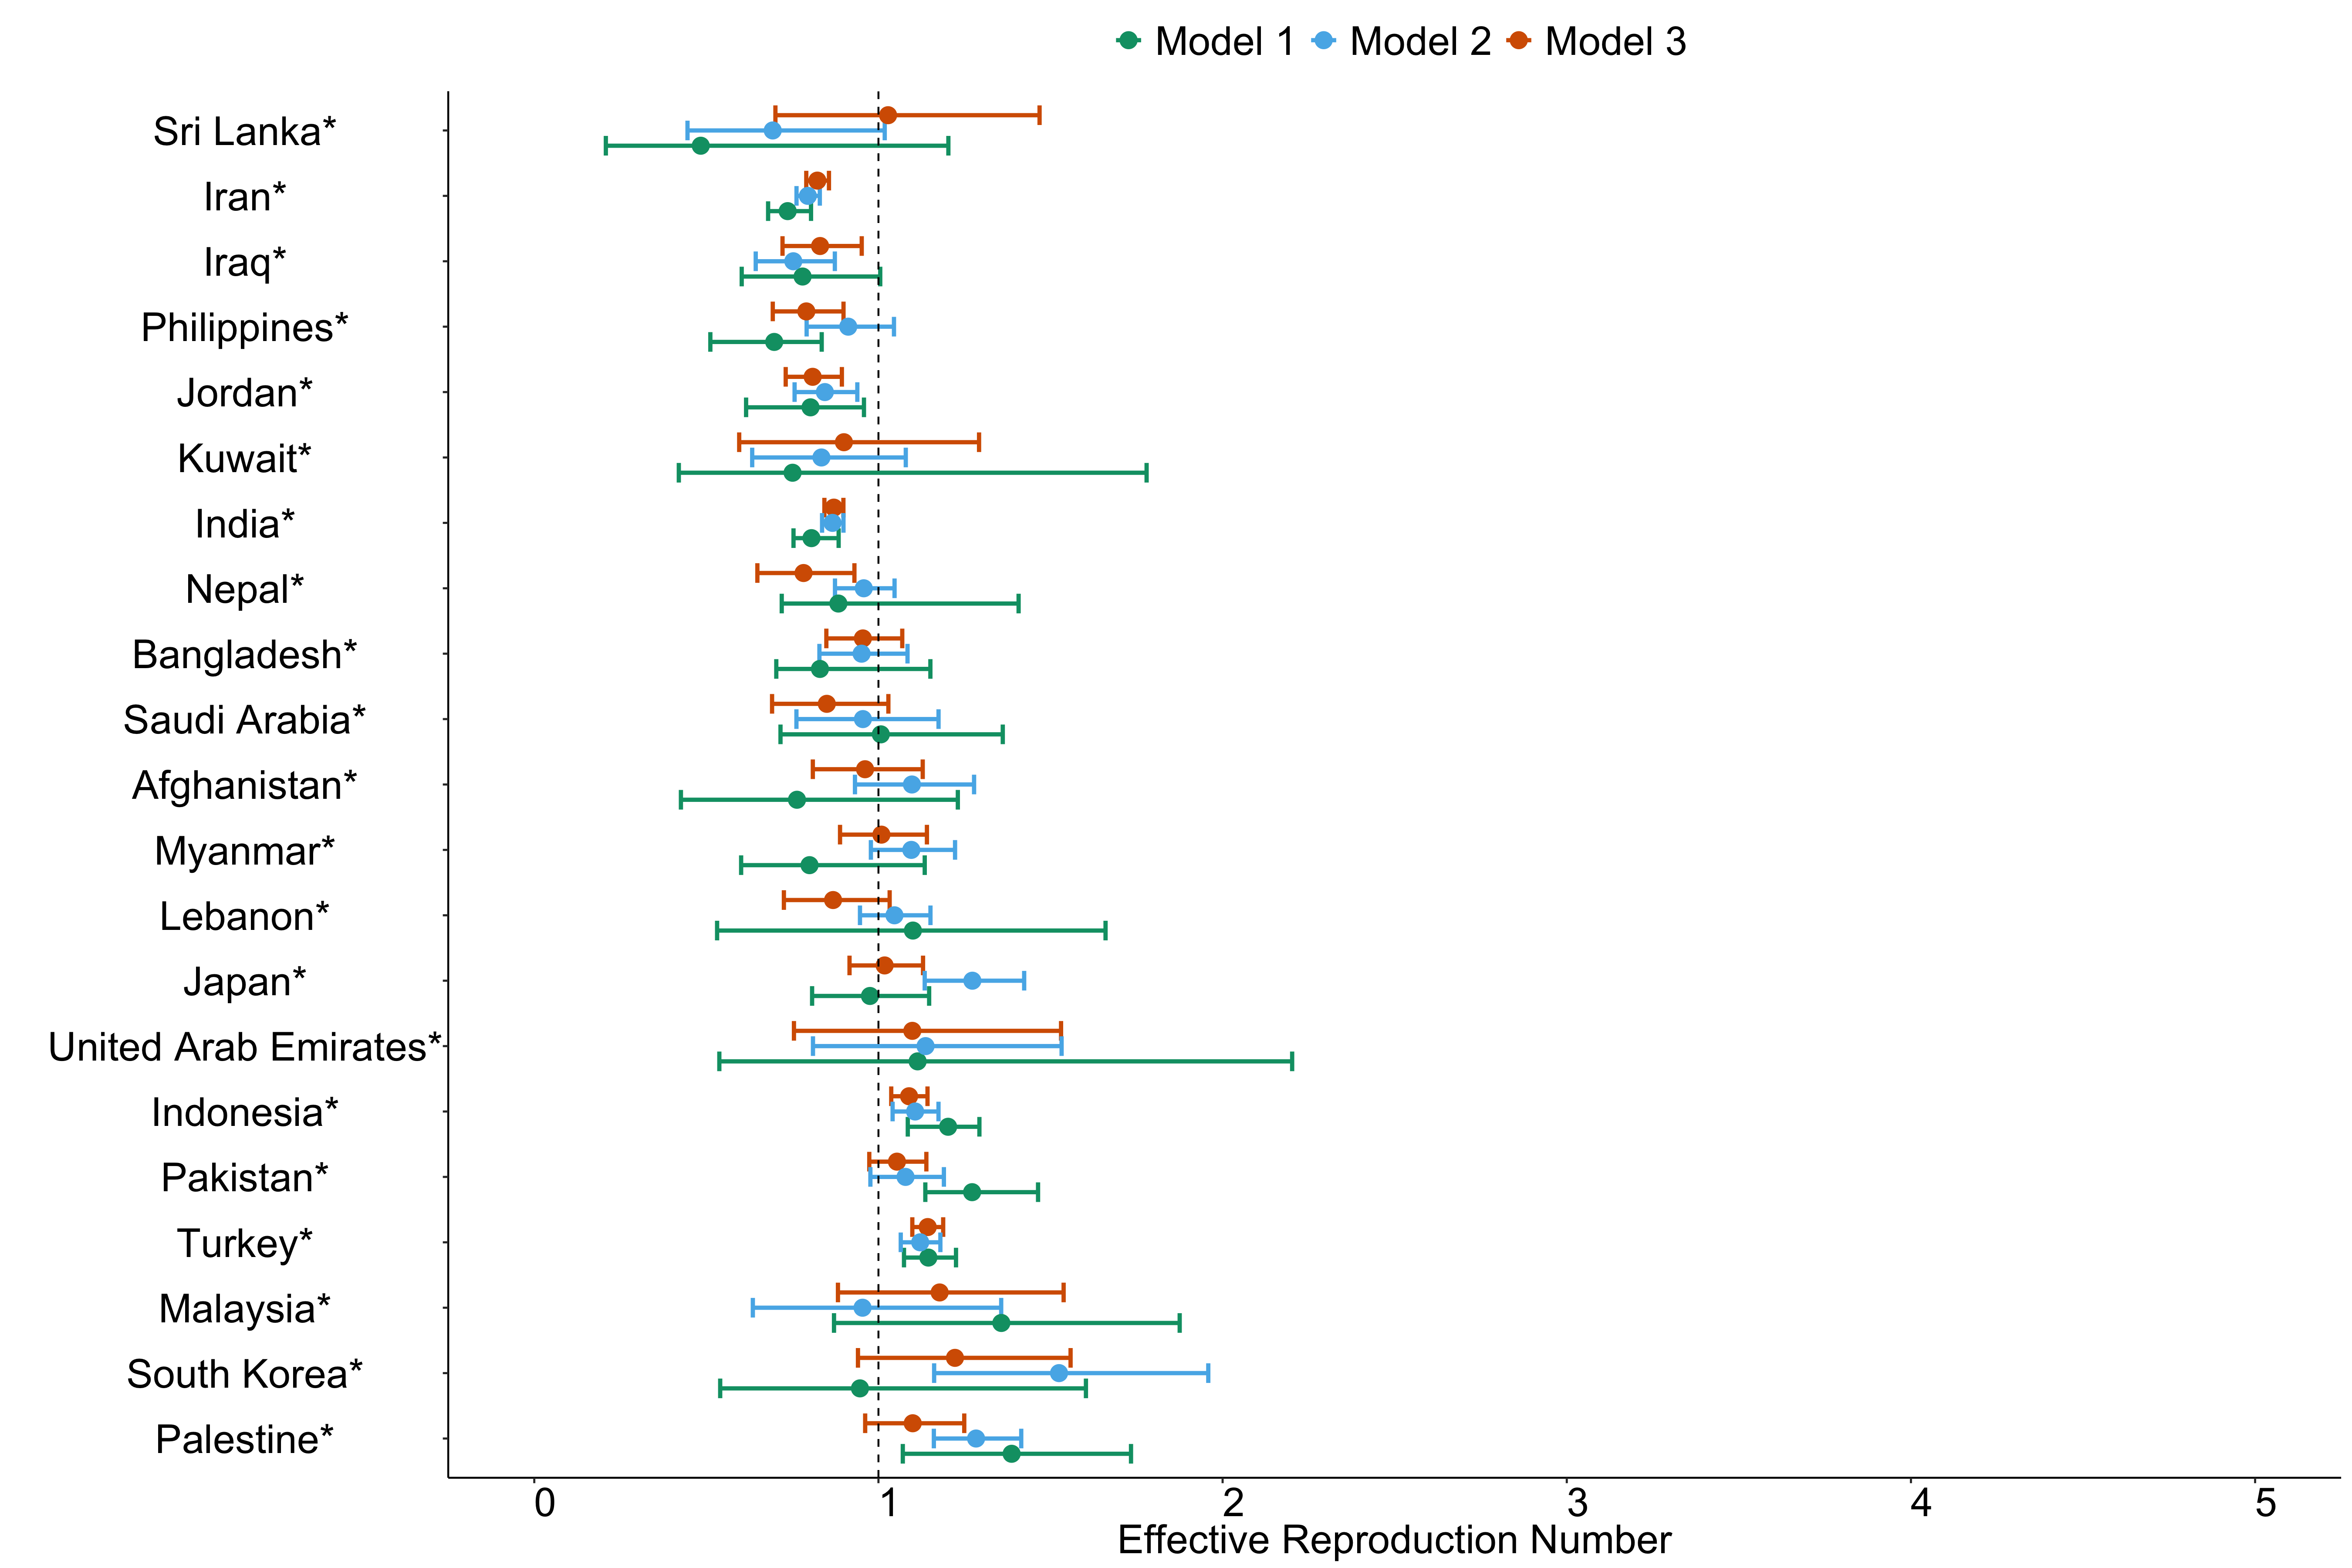 Model 1 Model 2 Model 3
Sri Lanka*
Iran*
Iraq*
Philippines*
Jordan*
Kuwait*
India*
Nepal*
Bangladesh*
Saudi Arabia*
Afghanistan*
Myanmar*
Lebanon*
Japan*
United Arab Emirates*
Indonesia*
Pakistan*
Turkey*
Malaysia*
South Korea*
Palestine*
0 1 2 3 4 5
Effective Reproduction Number